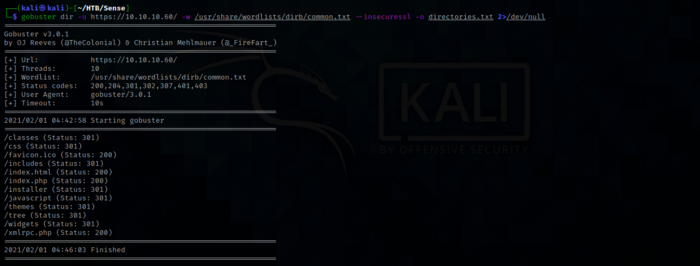 ┌──(kali㉿kali)-[~/HTB/Sense]
└─$ gobuster dir -u https://10.10.10.60/ -w /usr/share/wordlists/dirb/common.txt --insecuressl -o directories.txt 2>/dev/null
===============================================================
Gobuster v3.0.1
by OJ Reeves (@TheColonial) & Christian Mehlmauer (@_FireFart_)
===============================================================
[+] Url:            https://10.10.10.60/
[+] Threads:        10
[+] Wordlist:       /usr/share/wordlists/dirb/common.txt
[+] Status codes:   200,204,301,302,307,401,403
[+] User Agent:     gobuster/3.0.1
[+] Timeout:        10s
===============================================================
2021/02/01 04:42:58 Starting gobuster
===============================================================
/classes (Status: 301)
/css (Status: 301)
/favicon.ico (Status: 200)
/includes (Status: 301)
/index.html (Status: 200)
/index.php (Status: 200)
/installer (Status: 301)
/javascript (Status: 301)
/themes (Status: 301)
/tree (Status: 301)
/widgets (Status: 301)
/xmlrpc.php (Status: 200)
===============================================================
2021/02/01 04:46:03 Finished
===============================================================
KALI
BY OFFENSIVE SECURITY